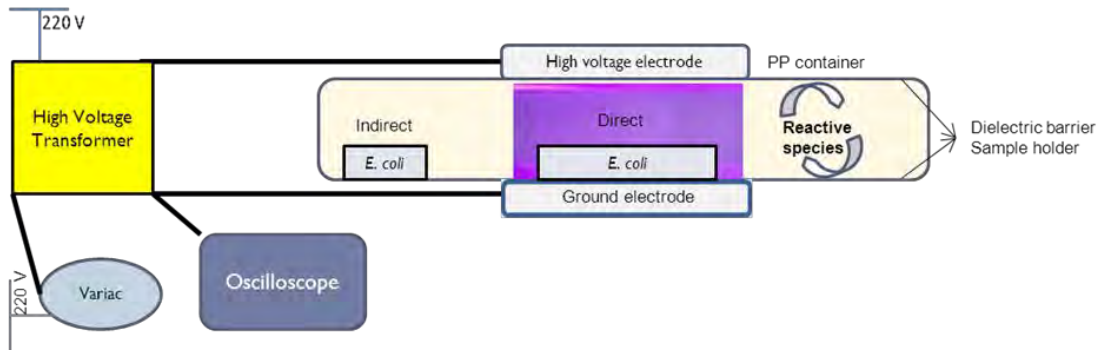 220 V
High Voltage
Transformer
High voltage electrode
PP container
Indirect
Direct
E. coli
E. coli
Reactive
species
Dielectric barrier
Sample holder
Ground electrode
Oscilloscope
Variac
220 V